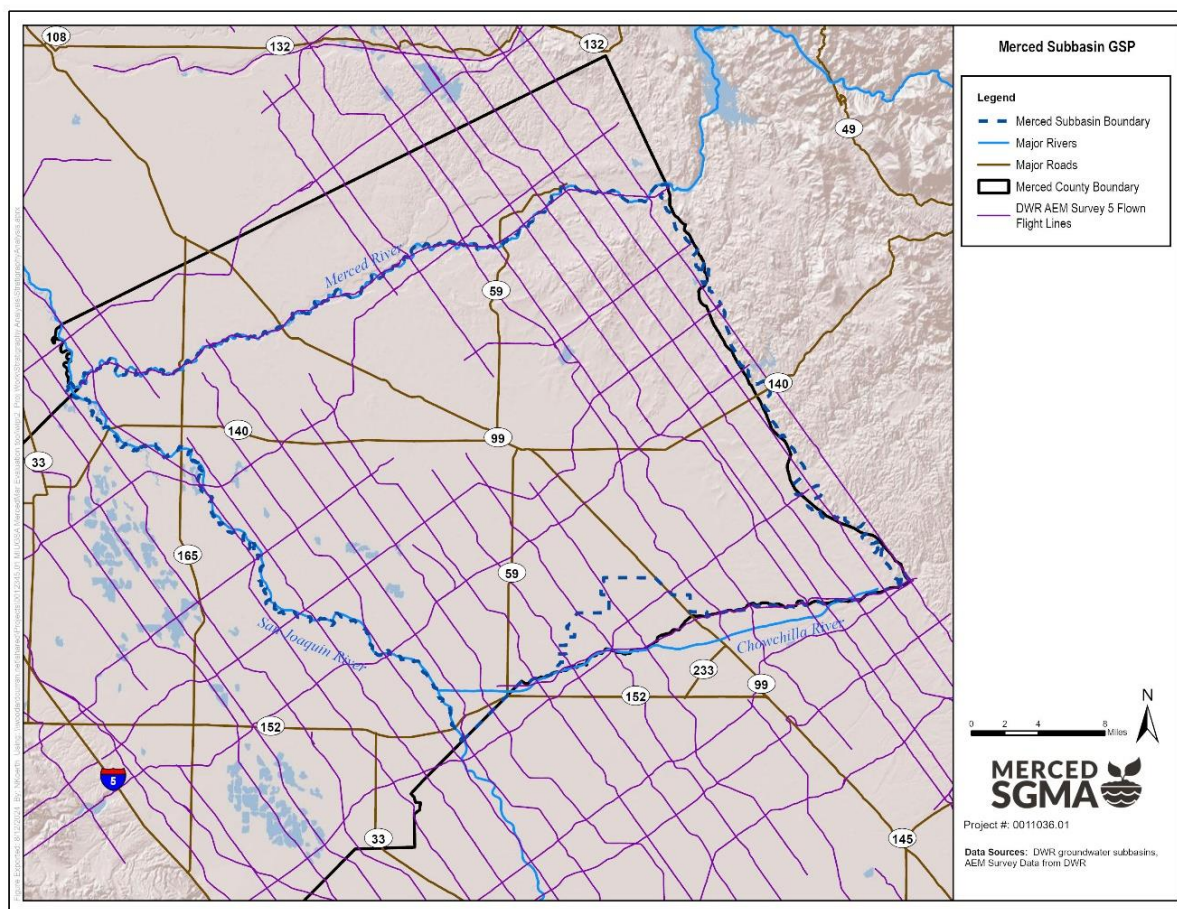 108
132
132
Merced Subbasin GSP
49
Legend
Merced Subbasin Boundary
Major Rivers
Major Roads
Merced County Boundary
DWR AEM Survey 5 Flown
Flight Lines
Merced River
59
140
99
140
33
165
59
San Joaquin River
Chowchilla River
233
99
152
152
N
0 2 4 8
Miles
5
MERCED
SGMA
Project #: 0011036.01
33
145
Data Sources: DWR groundwater subbasins,
AEM Survey Data from DWR